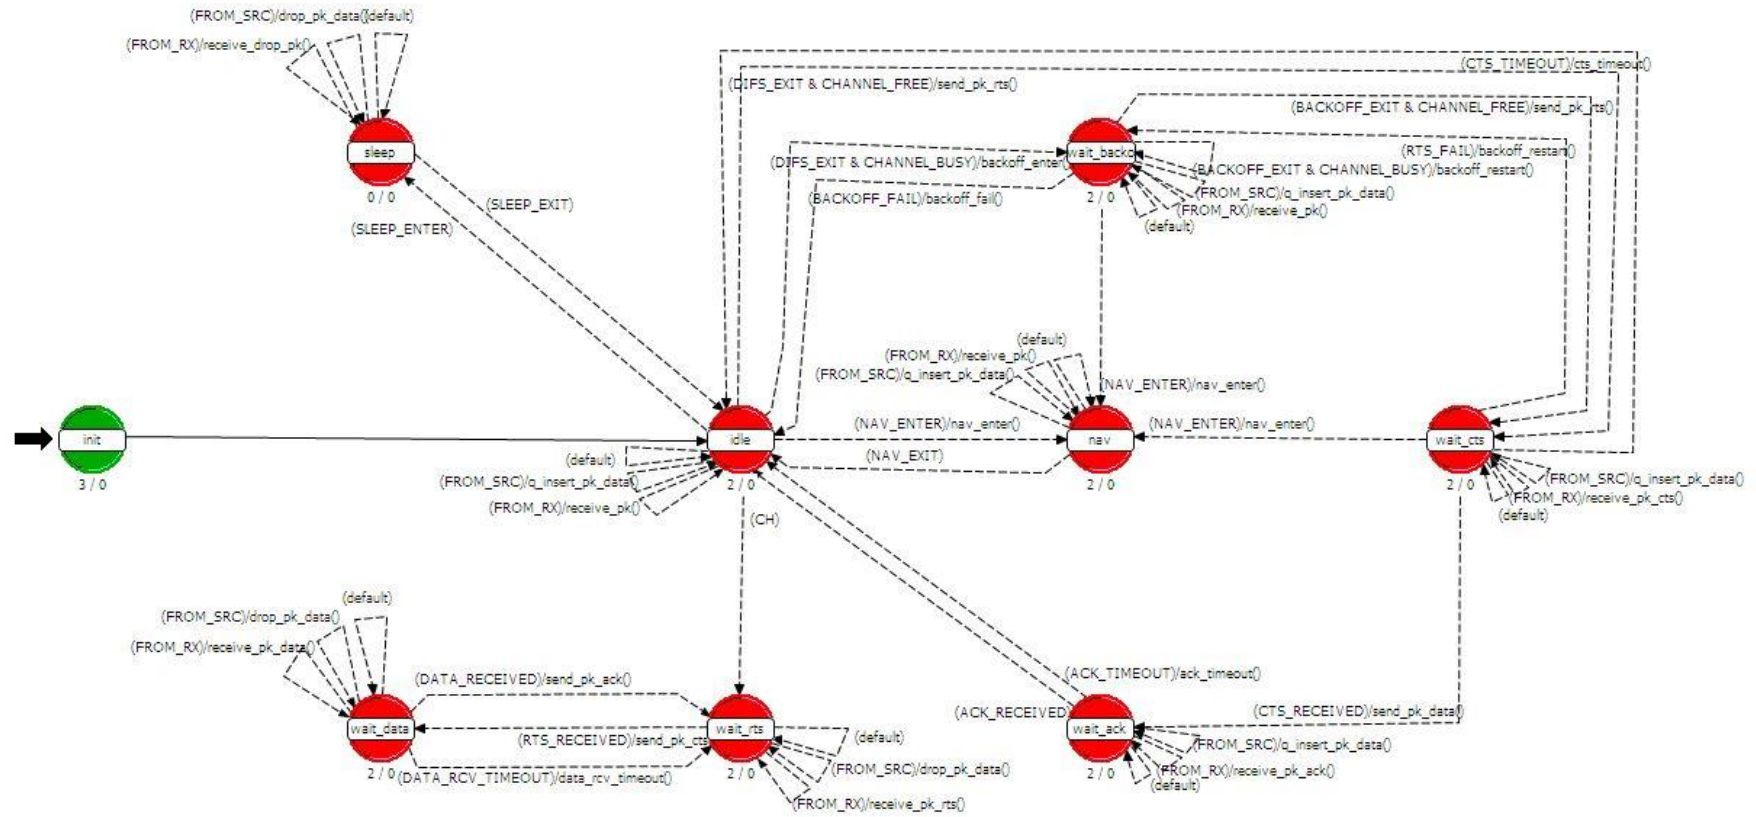 (FROM_SRC)/drop_pk_data()
(default)
(FROM_RX)/receive_drop_pk()
sleep
0 / 0
(SLEEP_EXIT)
(SLEEP_ENTER)
(CTS_TIMEOUT)/cts_timeout()
(DIFS_EXIT & CHANNEL_FREE)/send_pk_rts()
(BACKOFF_EXIT & CHANNEL_FREE)/send_pk_rts()
(RTS_FAIL)/backoff_restart()
(DIFS_EXIT & CHANNEL_BUSY)/backoff_enter()
wait_backo
(BACKOFF_EXIT & CHANNEL_BUSY)/backoff_restart()
(BACKOFF_FAIL)/backoff_fail()
2 / 0
(FROM_SRC)/q_insert_pk_data()
(FROM_RX)/receive_pk()
(default)
(default)
(FROM_RX)/receive_pk()
(FROM_SRC)/q_insert_pk_data()
(NAV_ENTER)/nav_enter()
init
3 / 0
idle
2 / 0
(NAV_ENTER)/nav_enter()
(NAV_EXIT)
nav
2 / 0
(NAV_ENTER)/nav_enter()
wait_cts
2 / 0
(default)
(FROM_SRC)/q_insert_pk_data()
(FROM_RX)/receive_pk()
(CH)
(FROM_SRC)/q_insert_pk_data()
(FROM_RX)/receive_pk_cts()
(default)
(default)
(FROM_SRC)/drop_pk_data()
(FROM_RX)/receive_pk_data()
(DATA_RECEIVED)/send_pk_ack()
wait_data
2 / 0
(RTS_RECEIVED)/send_pk_cts
(DATA_RCV_TIMEOUT)/data_rcv_timeout()
wait_rts
2 / 0
(default)
(FROM_SRC)/drop_pk_data()
(FROM_RX)/receive_pk_rts()
(ACK_TIMEOUT)/ack_timeout()
(ACK_RECEIVED)
(CTS_RECEIVED)/send_pk_data()
wait_ack
2 / 0
(FROM_SRC)/q_insert_pk_data()
(FROM_RX)/receive_pk_ack()
(default)